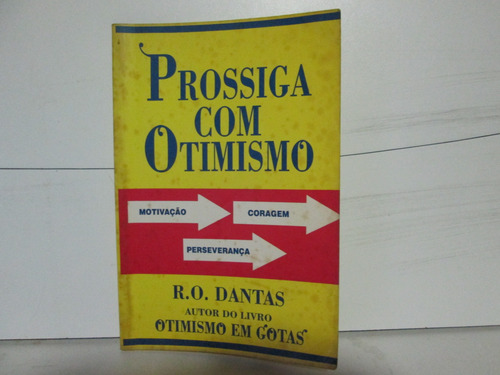 PROSSIGA
COM
OTIMISMO
MOTIVAÇÃO
CORAGEM
PERSEVERANÇA
R.O. DANTAS
AUTOR DO LIVRO
OTIMISMO EM GOTAS